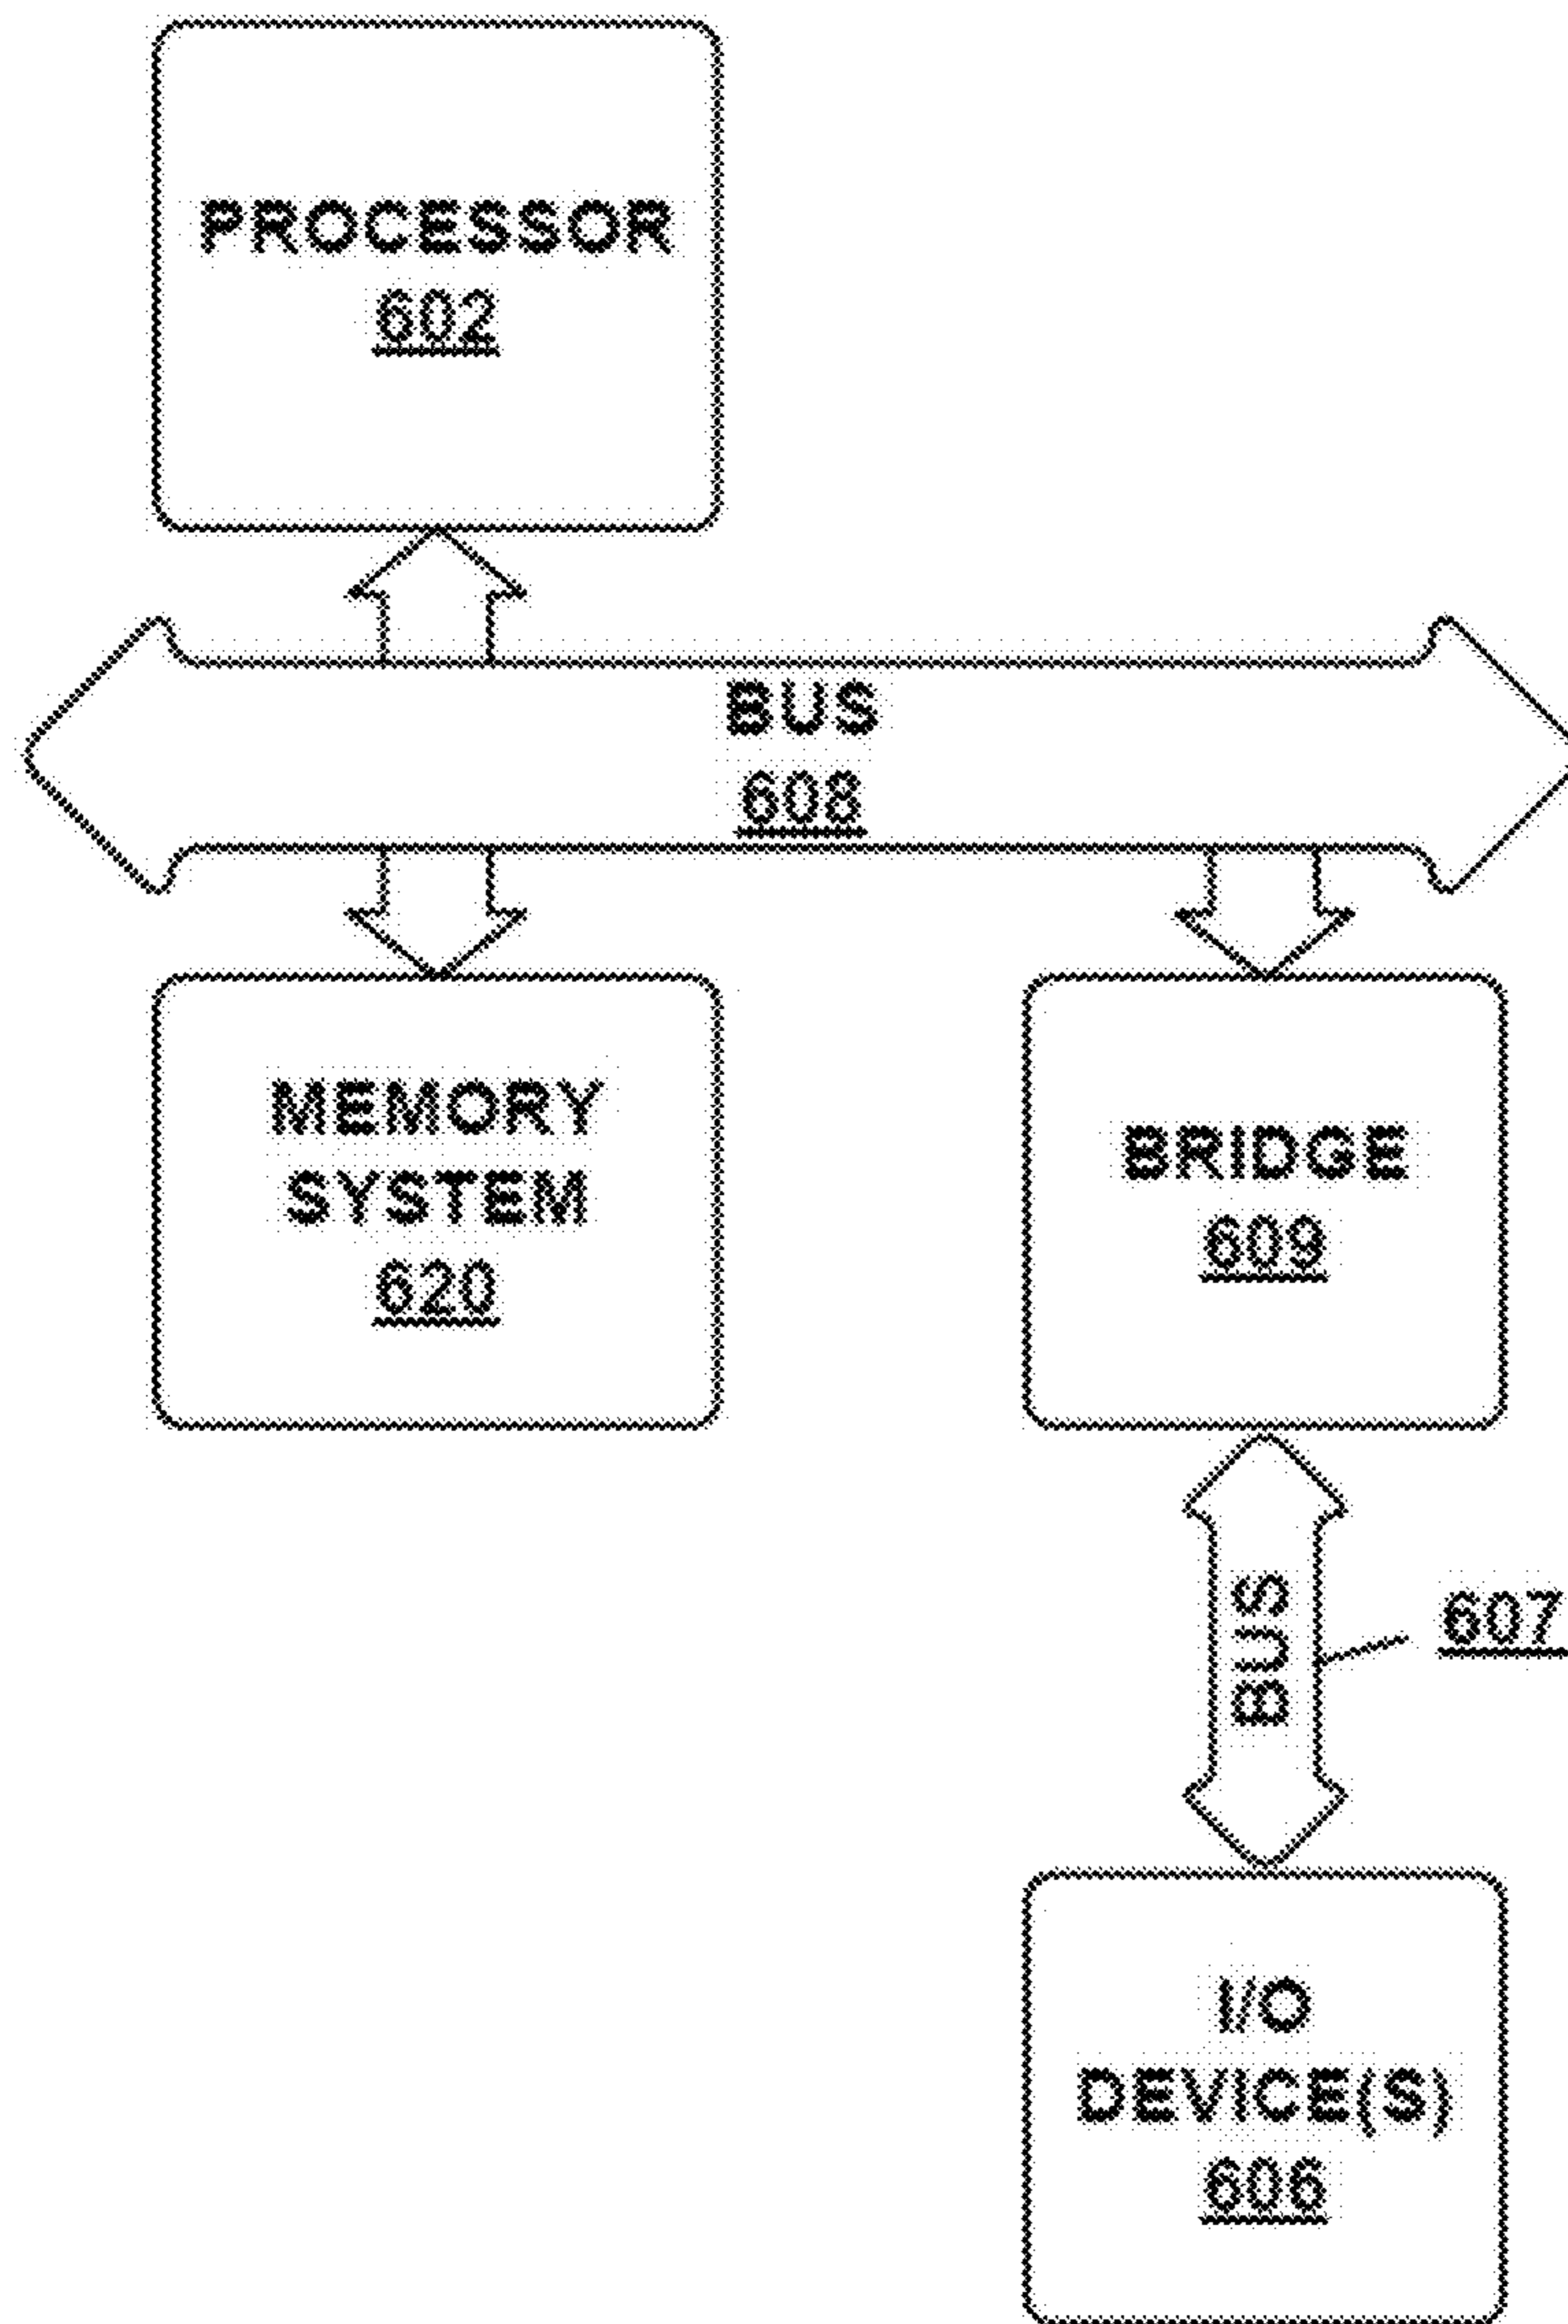 PROCESSOR
602
BUS
608
MEMORY
SYSTEM
620
BRIDGE
609
BUS
607
I/O
DEVICE(S)
606